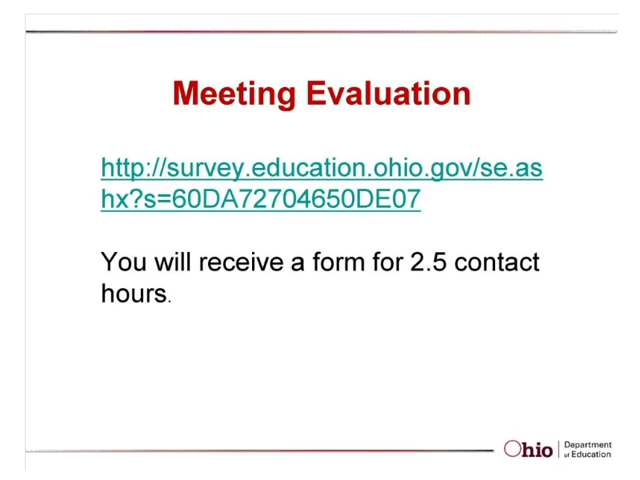 Meeting Evaluation
http://survey.education.ohio.gov/se.as
hx?s=60DA72704650DE07
You will receive a form for 2.5 contact
hours.
Ohio
Department
of Education